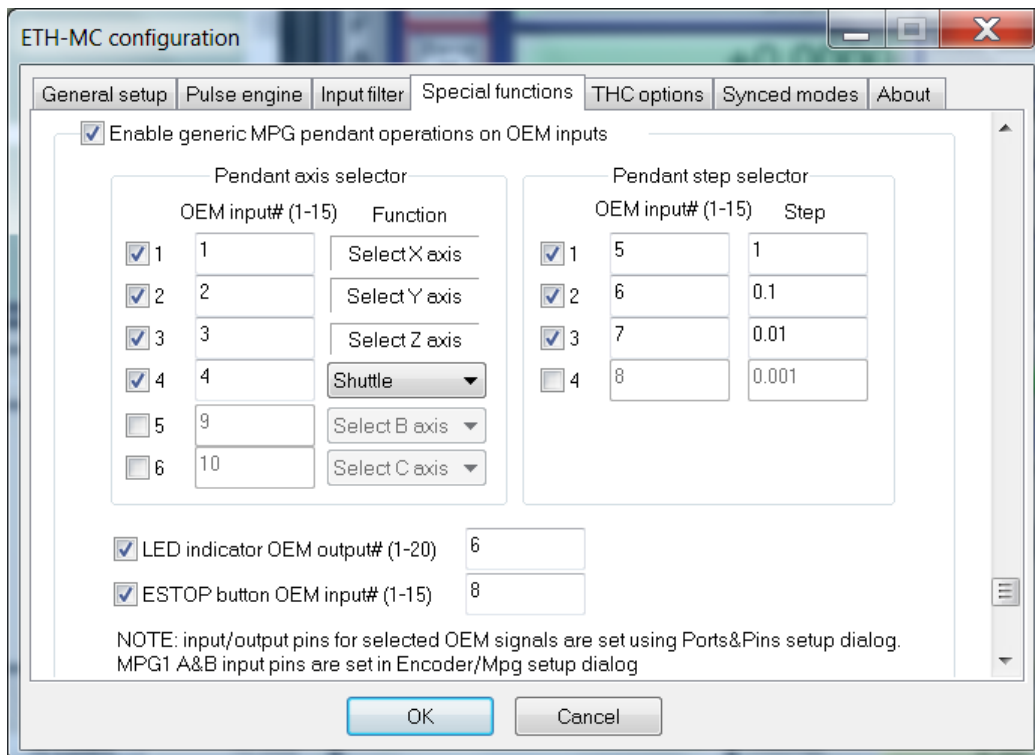 ETH-MC configuration
General setup Pulse engine Input filter Special functions THC options Synced modes About
Enable generic MPG pendant operations on OEM inputs
Pendant axis selector
OEM input# (1-15) Function
1 1 Select X axis
2 2 Select Y axis
3 3 Select Z axis
4 4 Shuttle
5 9 Select B axis
6 10 Select C axis
Pendant step selector
OEM input# (1-15) Step
1 5 1
2 6 0.1
3 7 0.01
4 8 0.001
LED indicator OEM output# (1-20) 6
ESTOP button OEM input# (1-15) 8
NOTE: input/output pins for selected OEM signals are set using Ports&Pins setup dialog.
MPG1 A&B input pins are set in Encoder/Mpg setup dialog
OK Cancel